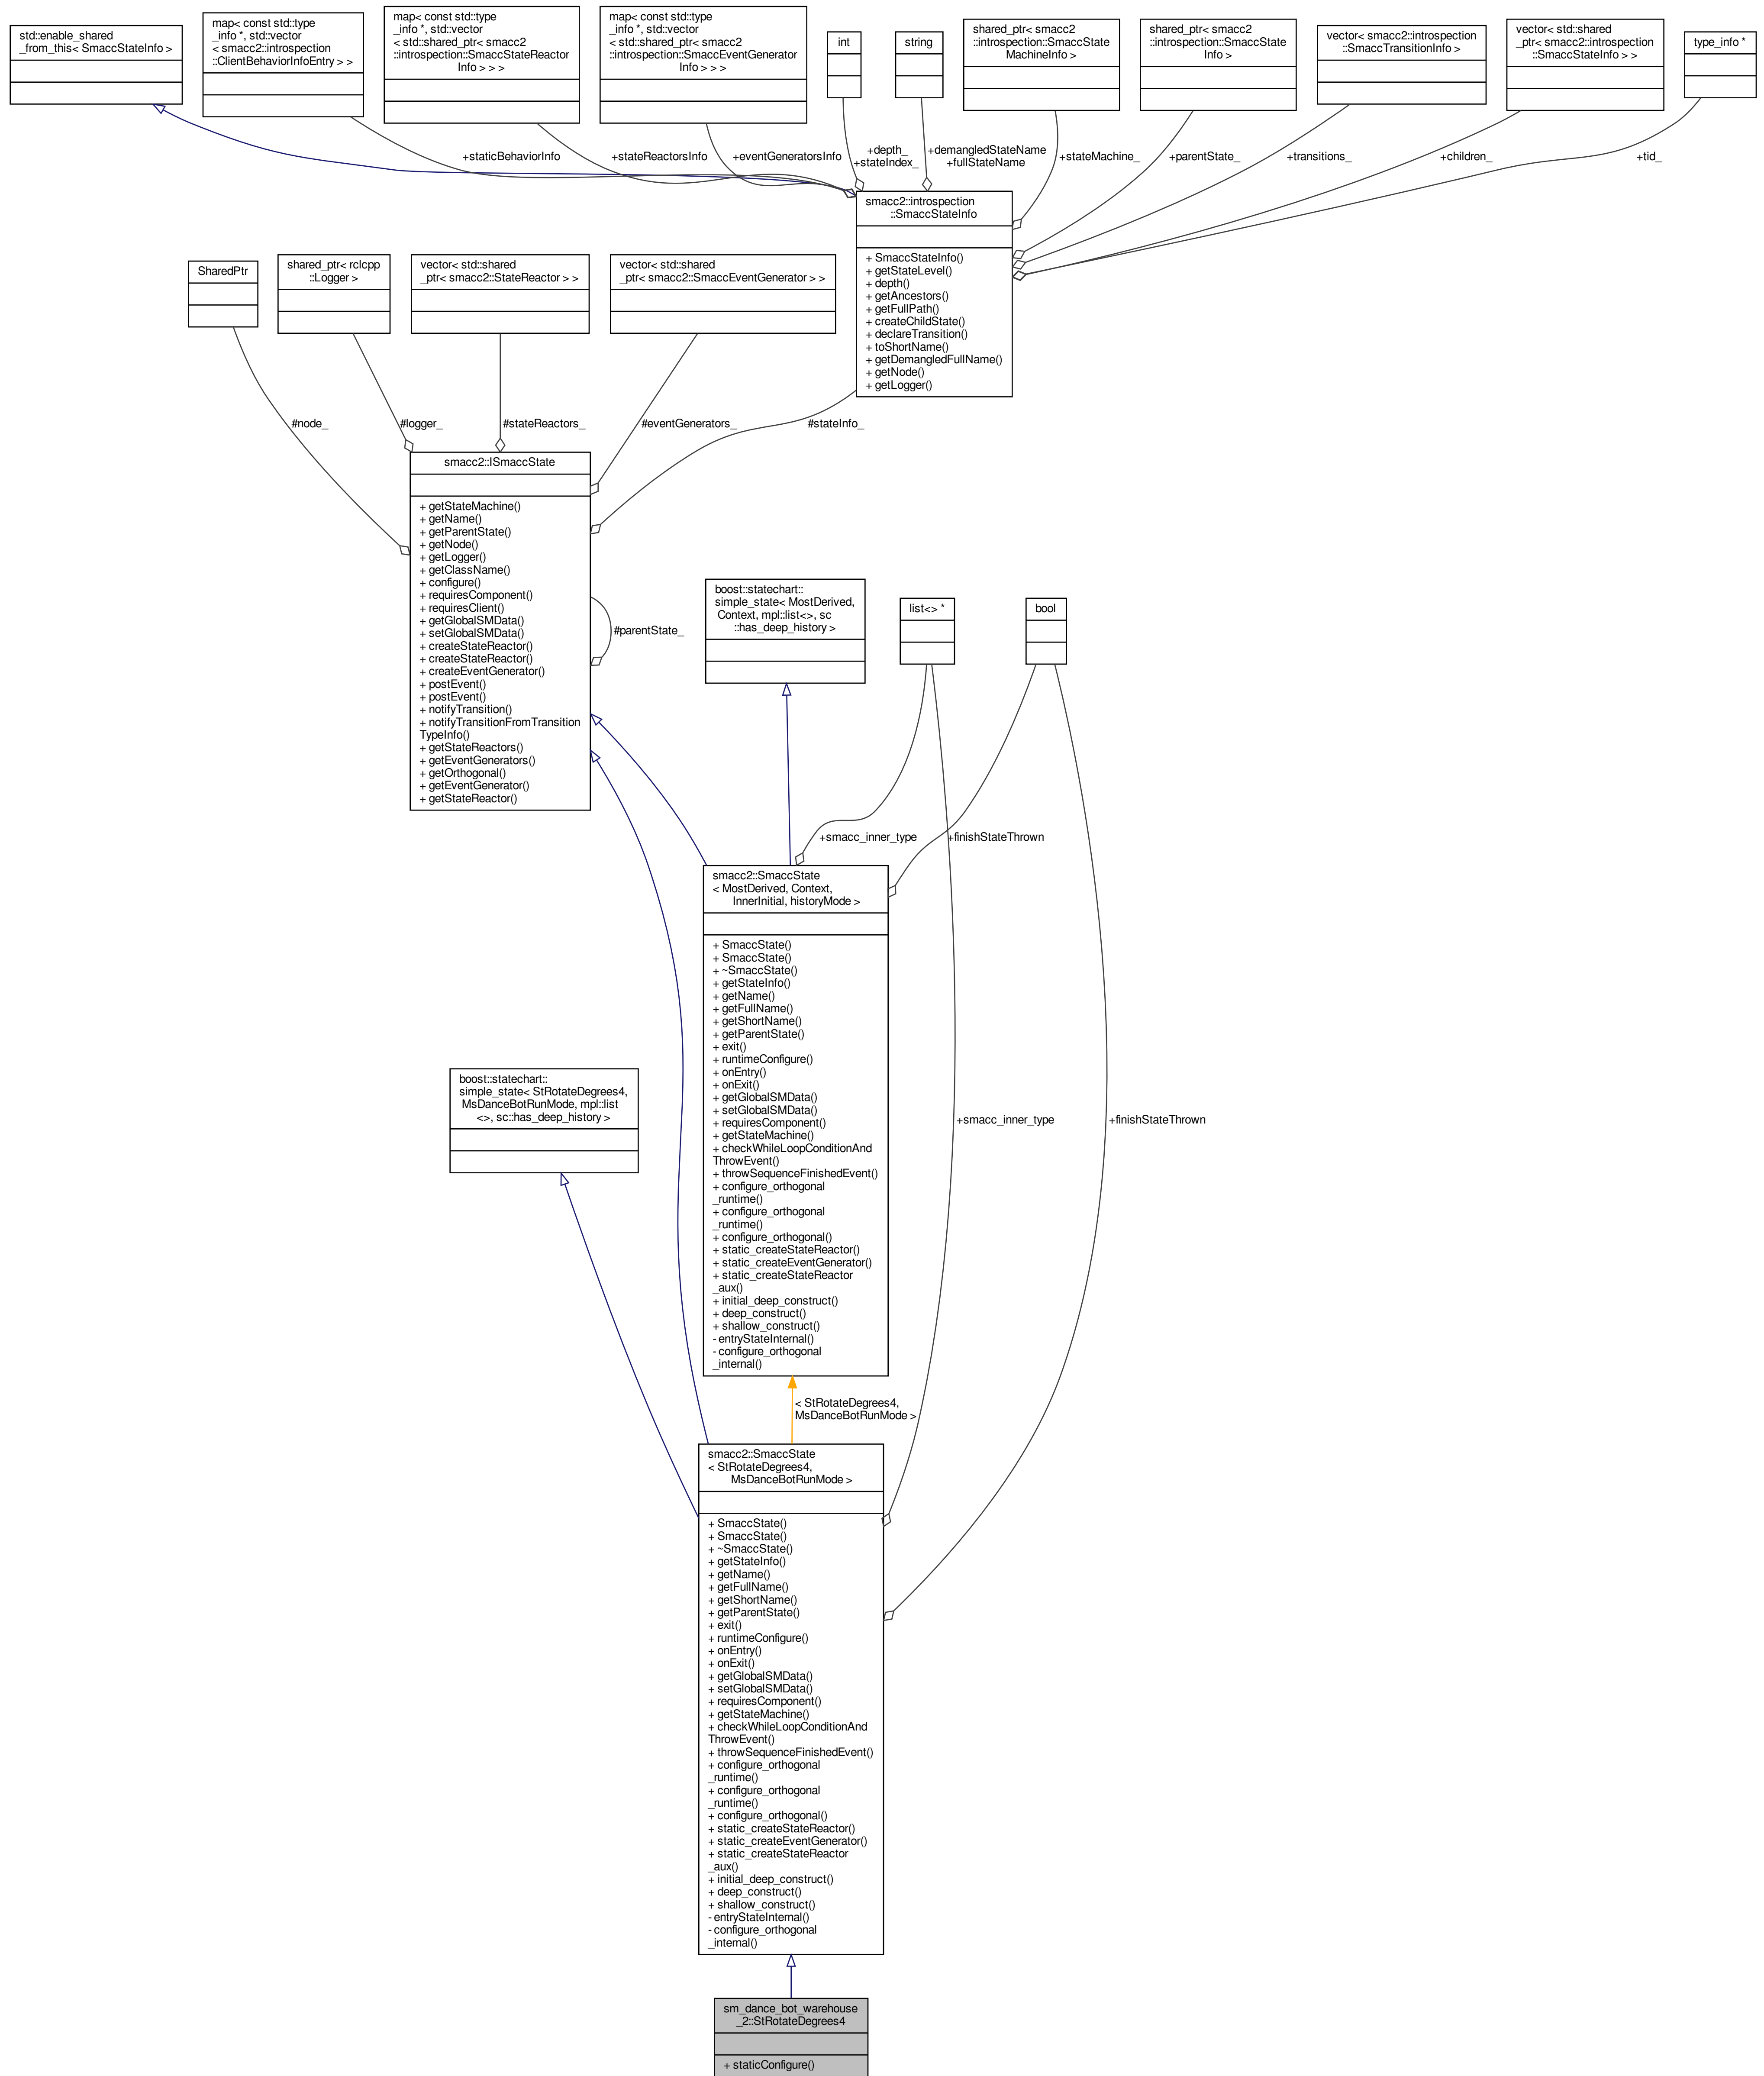 std::enable_shared
_from_this< SmaccStateInfo >
map< const std::type
_info *, std::vector
< smacc2::introspection
::ClientBehaviorInfoEntry > >
map< const std::type
_info *, std::vector
< std::shared_ptr< smacc2
::introspection::SmaccStateReactor
Info > > >
map< const std::type
_info *, std::vector
< std::shared_ptr< smacc2
::introspection::SmaccEventGenerator
Info > > >
int
string
shared_ptr< smacc2
::introspection::SmaccState
MachineInfo >
shared_ptr< smacc2
::introspection::SmaccState
Info >
vector< smacc2::introspection
::SmaccTransitionInfo >
vector< std::shared
_ptr< smacc2::introspection
::SmaccStateInfo > >
type_info *
+staticBehaviorInfo
+stateReactorsInfo
+eventGeneratorsInfo
+depth_
+stateIndex_
+demangledStateName
+fullStateName
+stateMachine_
+parentState_
+transitions_
+children_
+tid_
smacc2::introspection
::SmaccStateInfo
+ SmaccStateInfo()
+ getStateLevel()
+ depth()
+ getAncestors()
+ getFullPath()
+ createChildState()
+ declareTransition()
+ toShortName()
+ getDemangledFullName()
+ getNode()
+ getLogger()
SharedPtr
shared_ptr< rclcpp
::Logger >
vector< std::shared
_ptr< smacc2::StateReactor > >
vector< std::shared
_ptr< smacc2::SmaccEventGenerator > >
#node_
#logger_
#stateReactors_
#eventGenerators_
#stateInfo_
smacc2::ISmaccState
+ getStateMachine()
+ getName()
+ getParentState()
+ getNode()
+ getLogger()
+ getClassName()
+ configure()
+ requiresComponent()
+ requiresClient()
+ getGlobalSMData()
+ setGlobalSMData()
+ createStateReactor()
+ createStateReactor()
+ createEventGenerator()
+ postEvent()
+ postEvent()
+ notifyTransition()
+ notifyTransitionFromTransition
TypeInfo()
+ getStateReactors()
+ getEventGenerators()
+ getOrthogonal()
+ getEventGenerator()
+ getStateReactor()
#parentState_
boost::statechart::
simple_state< MostDerived,
Context, mpl::list<>, sc
::has_deep_history >
list<> *
bool
+smacc_inner_type
+finishStateThrown
smacc2::SmaccState
< MostDerived, Context,
InnerInitial, historyMode >
+ SmaccState()
+ SmaccState()
+ ~SmaccState()
+ getStateInfo()
+ getName()
+ getFullName()
+ getShortName()
+ getParentState()
+ exit()
+ runtimeConfigure()
+ onEntry()
+ onExit()
+ getGlobalSMData()
+ setGlobalSMData()
+ requiresComponent()
+ getStateMachine()
+ checkWhileLoopConditionAnd
ThrowEvent()
+ throwSequenceFinishedEvent()
+ configure_orthogonal
_runtime()
+ configure_orthogonal
_runtime()
+ configure_orthogonal()
+ static_createStateReactor()
+ static_createEventGenerator()
+ static_createStateReactor
_aux()
+ initial_deep_construct()
+ deep_construct()
+ shallow_construct()
- entryStateInternal()
- configure_orthogonal
_internal()
boost::statechart::
simple_state< StRotateDegrees4,
MsDanceBotRunMode, mpl::list
<>, sc::has_deep_history >
+smacc_inner_type
+finishStateThrown
< StRotateDegrees4,
MsDanceBotRunMode >
smacc2::SmaccState
< StRotateDegrees4,
MsDanceBotRunMode >
+ SmaccState()
+ SmaccState()
+ ~SmaccState()
+ getStateInfo()
+ getName()
+ getFullName()
+ getShortName()
+ getParentState()
+ exit()
+ runtimeConfigure()
+ onEntry()
+ onExit()
+ getGlobalSMData()
+ setGlobalSMData()
+ requiresComponent()
+ getStateMachine()
+ checkWhileLoopConditionAnd
ThrowEvent()
+ throwSequenceFinishedEvent()
+ configure_orthogonal
_runtime()
+ configure_orthogonal
_runtime()
+ configure_orthogonal()
+ static_createStateReactor()
+ static_createEventGenerator()
+ static_createStateReactor
_aux()
+ initial_deep_construct()
+ deep_construct()
+ shallow_construct()
- entryStateInternal()
- configure_orthogonal
_internal()
sm_dance_bot_warehouse
_2::StRotateDegrees4
+ staticConfigure()